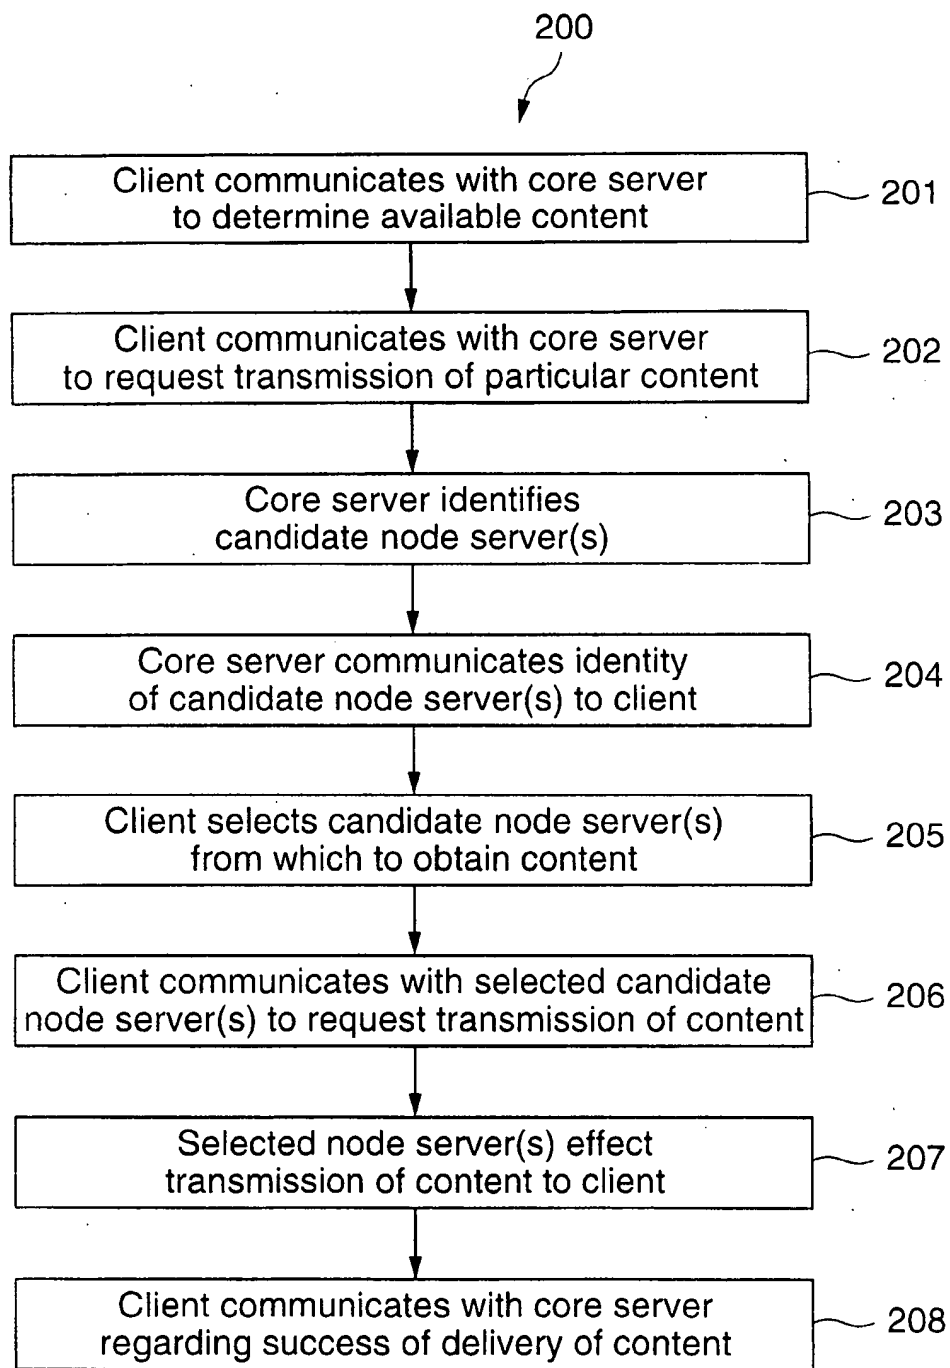 200
Client communicates with core server
to determine available content
201
Client communicates with core server
to request transmission of particular content
202
Core server identifies
candidate node server(s)
203
Core server communicates identity
of candidate node server(s) to client
204
Client selects candidate node server(s)
from which to obtain content
205
Client communicates with selected candidate
node server(s) to request transmission of content
206
Selected node server(s) effect
transmission of content to client
207
Client communicates with core server
regarding success of delivery of content
208